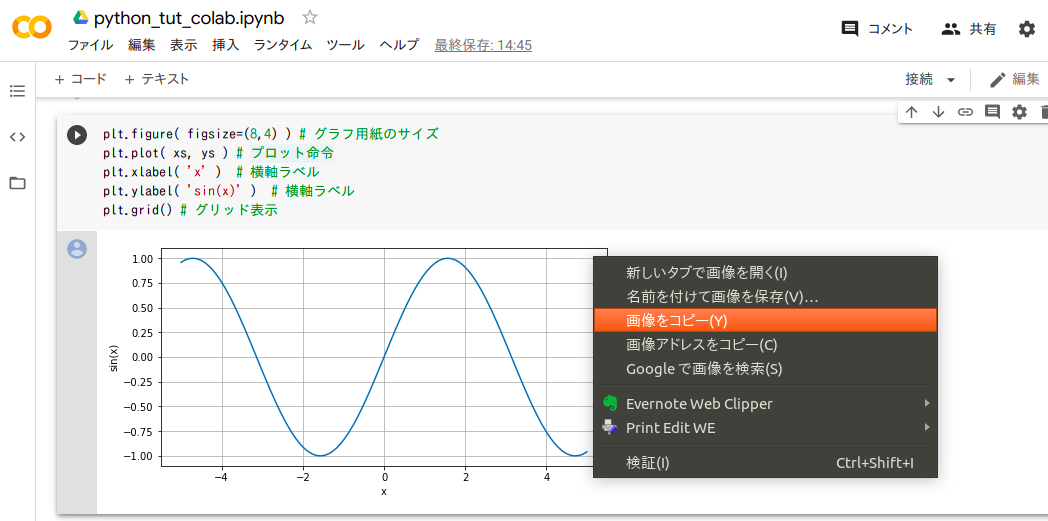 python_tut_colab.ipynb
ファイル 編集 表示 挿入 ランタイム ツール ヘルプ 最終保存: 14:45
コメント 共有
+ コード + テキスト
接続 編集
plt.figure( figsize=(8,4) ) # グラフ用紙のサイズ
plt.plot( xs, ys ) # プロット命令
plt.xlabel( 'x' ) # 横軸ラベル
plt.ylabel( 'sin(x)' ) # 横軸ラベル
plt.grid() # グリッド表示
1.00
0.75
0.50
0.25
0.00
−0.25
−0.50
−0.75
−1.00
sin(x)
−4 −2 0 2 4
x
新しいタブで画像を開く(I)
名前を付けて画像を保存(V)...
画像をコピー(Y)
画像アドレスをコピー(C)
Google で画像を検索(S)
Evernote Web Clipper
Print Edit WE
検証(I) Ctrl+Shift+I